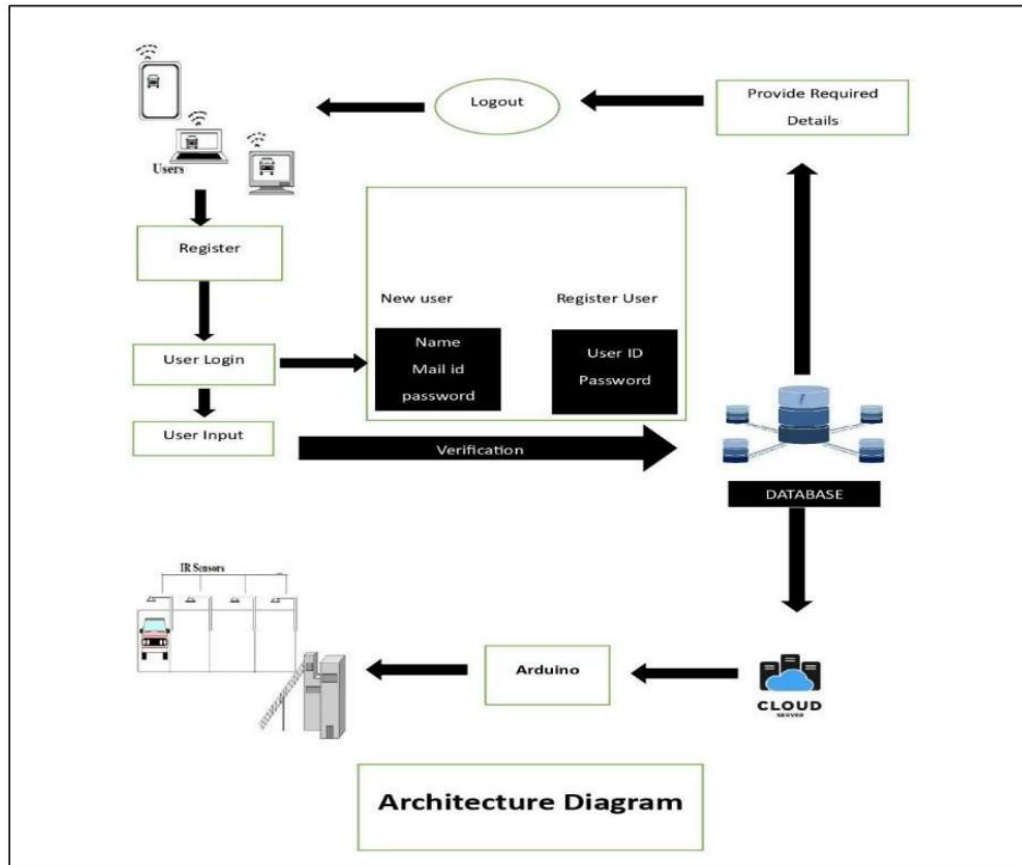 Logout
Provide Required
Details
Users
Register
New user
Register User
Name
Mail id
password
User ID
Password
User Login
User Input
Verification
DATABASE
IR Sensors
Arduino
CLOUD
SERVER
Architecture Diagram